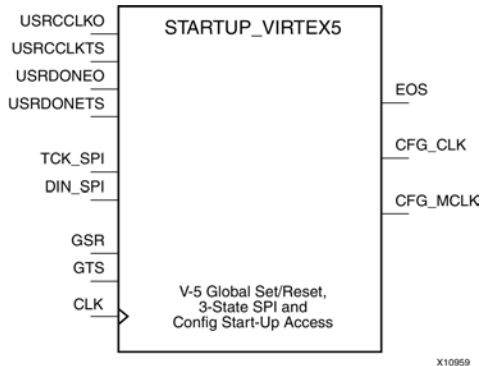 STARTUP_VIRTEX5
USRCCLKO
USRCCLKTS
USRDONEO
USRDONETS
TCK_SPI
DIN_SPI
GSR
GTS
CLK
EOS
CFG_CLK
CFG_MCLK
V-5 Global Set/Reset,
3-State SPI and
Config Start-Up Access
X10959